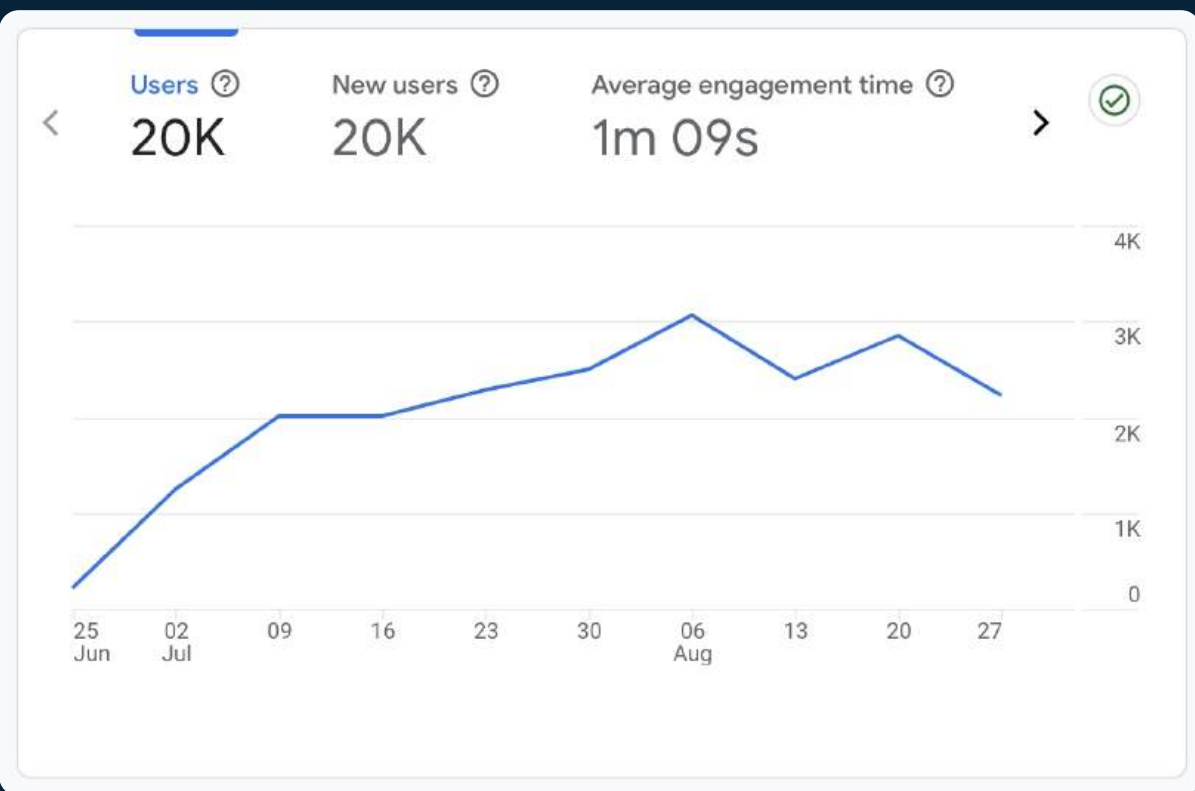 Users
New users
Average engagement time
20K
20K
1m 09s
4K
3K
2K
1K
0
25 02 09 16 23 30 06 13 20 27
Jun Jul Aug